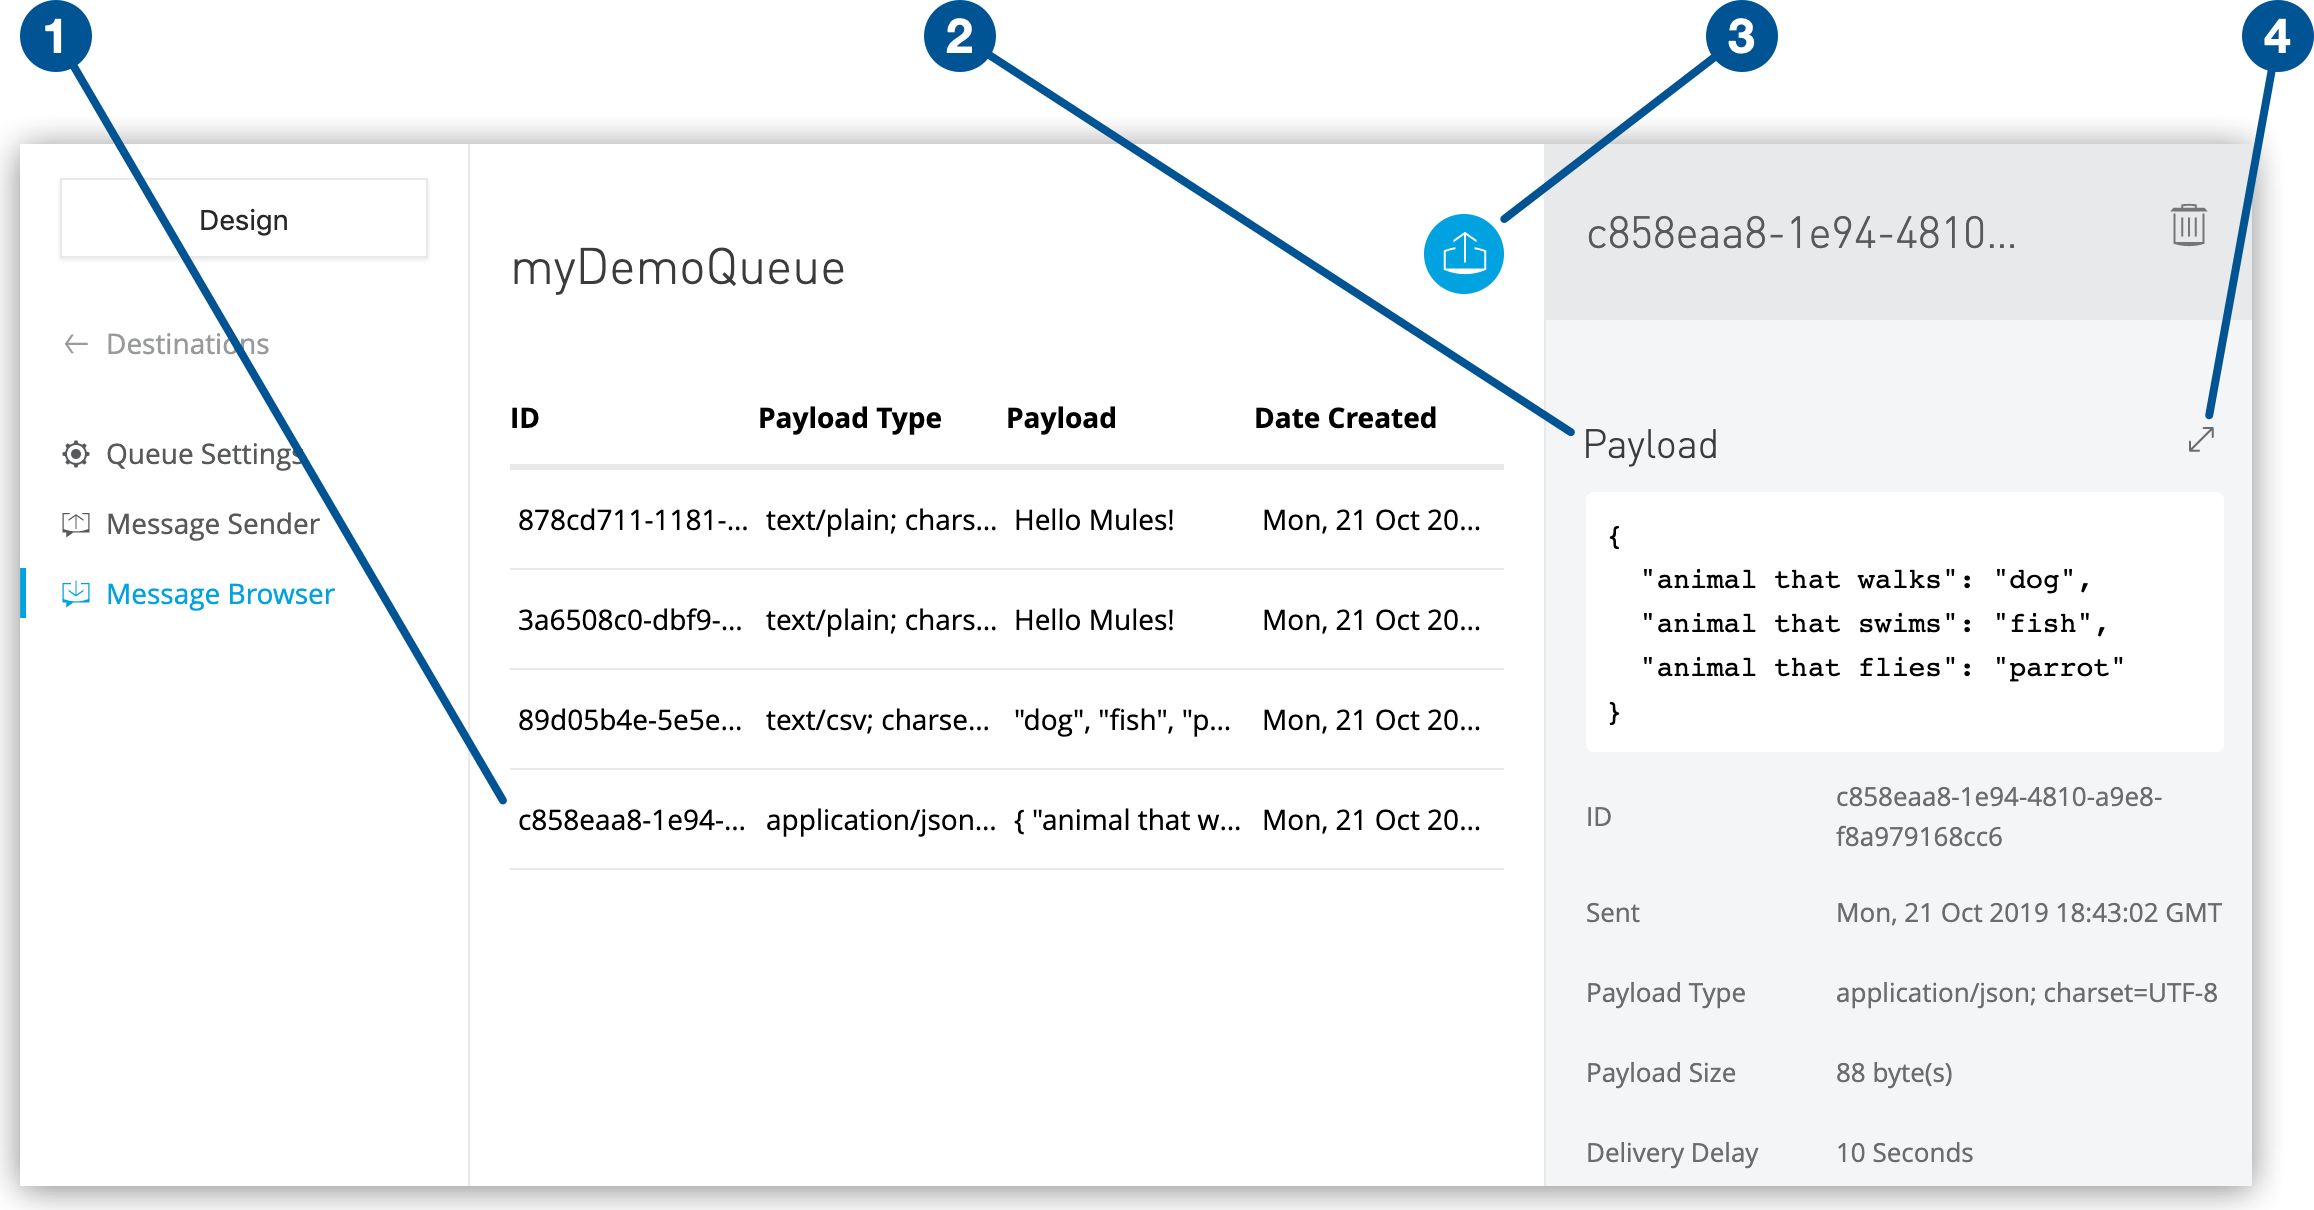 1
2
3
4
Design
← Destinations
Queue Settings
Message Sender
Message Browser
myDemoQueue
ID Payload Type Payload Date Created
878cd711-1181-... text/plain; chars... Hello Mules! Mon, 21 Oct 20...
3a6508c0-dbf9-... text/plain; chars... Hello Mules! Mon, 21 Oct 20...
89d05b4e-5e5e... text/csv; charse... "dog", "fish", "p... Mon, 21 Oct 20...
c858eaa8-1e94-... application/json... { "animal that w... Mon, 21 Oct 20...
c858eaa8-1e94-4810...
Payload
{
"animal that walks": "dog",
"animal that swims": "fish",
"animal that flies": "parrot"
}
ID c858eaa8-1e94-4810-a9e8-
f8a979168cc6
Sent Mon, 21 Oct 2019 18:43:02 GMT
Payload Type application/json; charset=UTF-8
Payload Size 88 byte(s)
Delivery Delay 10 Seconds